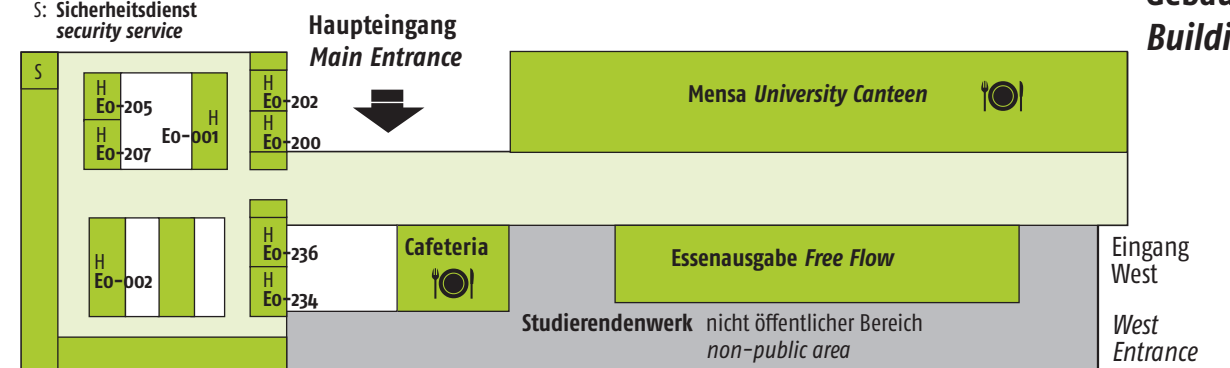 S: Sicherheitsdienst
security service
Haupteingang
Main Entrance
S
H
E0-205
H
E0-207
H
E0-001
H
E0-202
H
E0-200
Mensa University Canteen
H
E0-002
H
E0-236
H
E0-234
Cafeteria
Essenausgabe Free Flow
Studierendenwerk nicht öffentlicher Bereich
non-public area
Eingang
West
West
Entrance